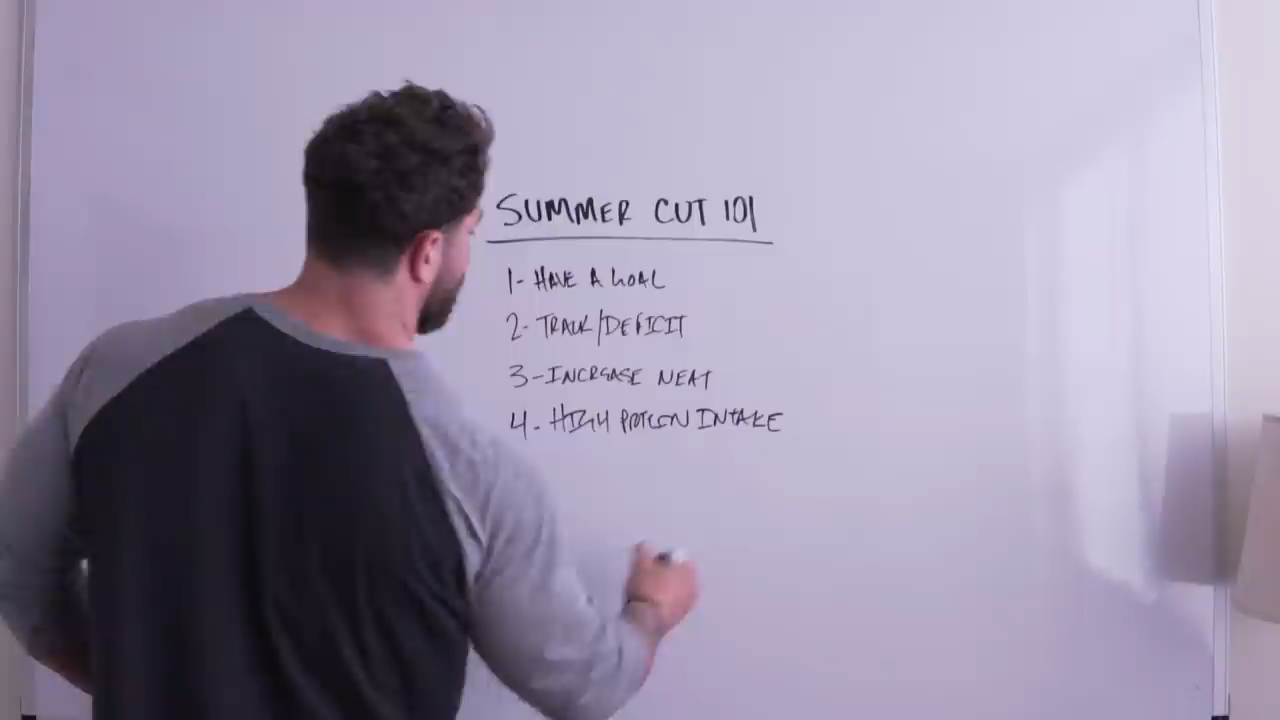 SUMMER CUT 101
1- HAVE A GOAL
2- TRACK/DEFICIT
3-INCREASE NEAT
4- HIGH PROTEIN INTAKE